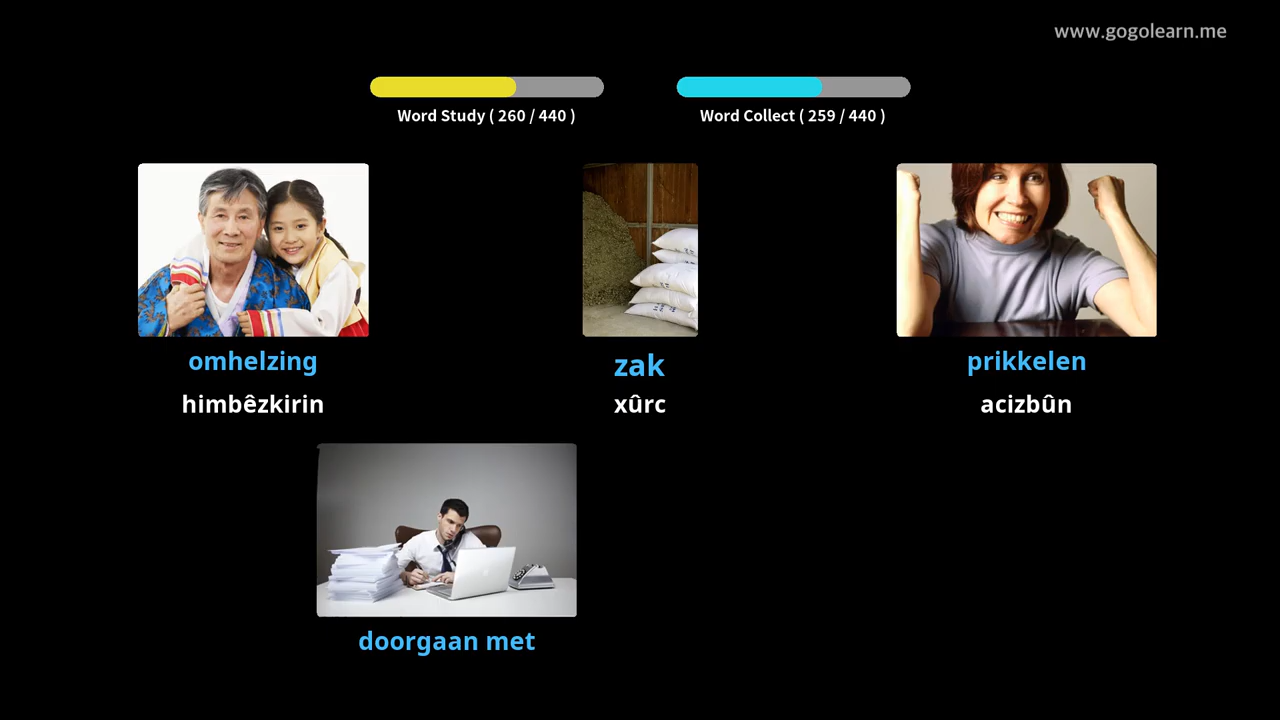 www.gogolearn.me
Word Study ( 260 / 440 )
Word Collect ( 259 / 440 )
omhelzing
zak
prikkelen
himbêzkirin
xûrc
acizbûn
doorgaan met